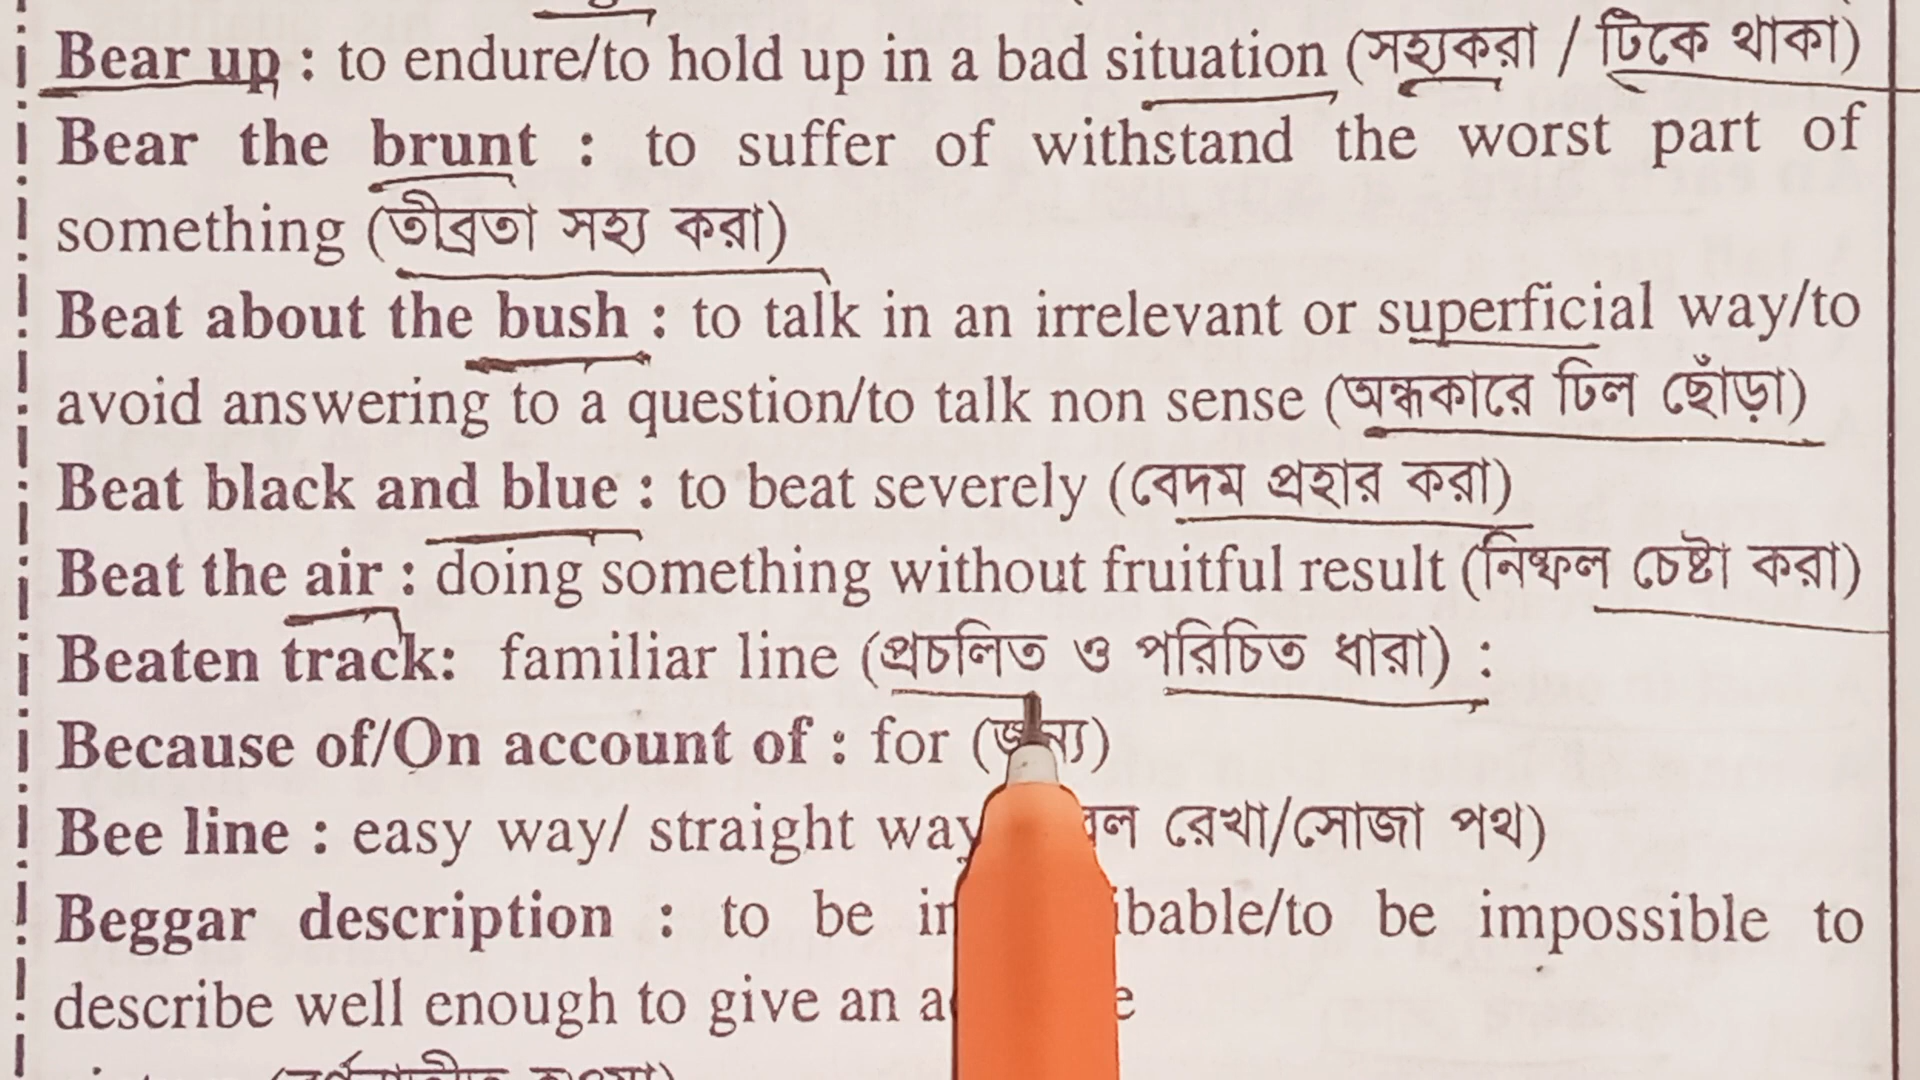 Bear up : to endure/to hold up in a bad situation (সহ্যকরা / টিকে থাকা)
Bear the brunt : to suffer of withstand the worst part of
something (তীব্রতা সহ্য করা)
Beat about the bush : to talk in an irrelevant or superficial way/to
avoid answering to a question/to talk non sense (অন্ধকারে ঢিল ছোঁড়া)
Beat black and blue : to beat severely (বেদম প্রহার করা)
Beat the air : doing something without fruitful result (নিষ্ফল চেষ্টা করা)
Beaten track: familiar line (প্রচলিত ও পরিচিত ধারা) :
Because of/On account of : for
Bee line : easy way/ straight way রেখা/সোজা পথ)
Beggar description : to be to be impossible to
describe well enough to give an